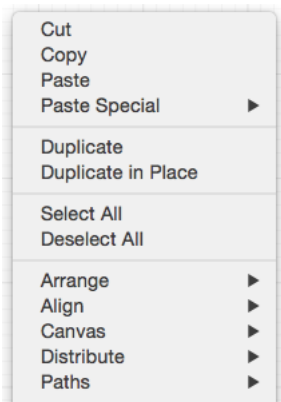 Cut
Copy
Paste
Paste Special
Duplicate
Duplicate in Place
Select All
Deselect All
Arrange
Align
Canvas
Distribute
Paths